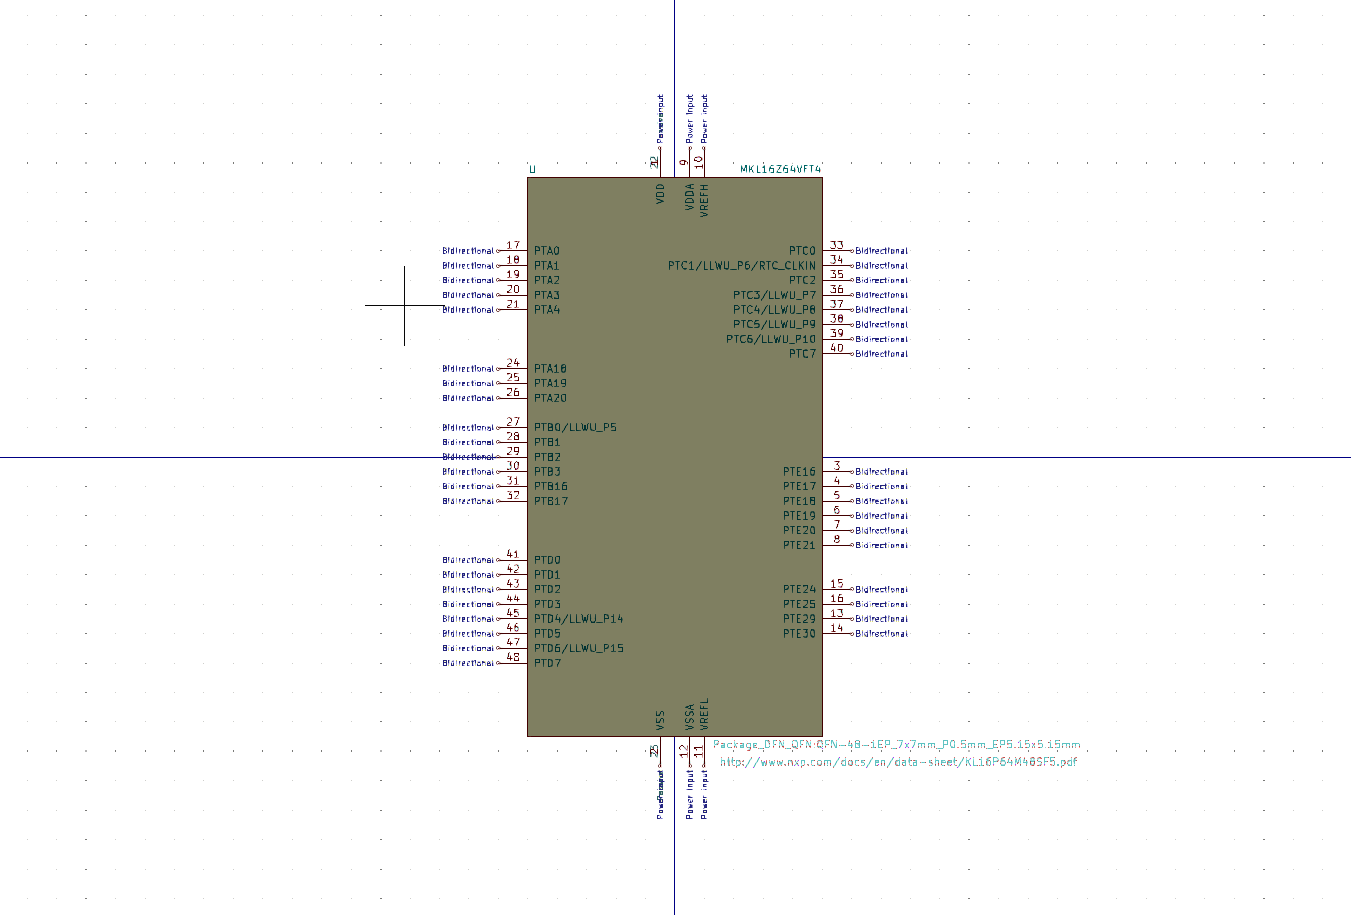 Power Input
Power Input
9
10
U
MKL16Z64VFT4
VDD
VDDA
VREFH
Bidirectional 17 PTA0
PTC0 33 Bidirectional
Bidirectional 18 PTA1
PTC1/LLWU_P6/RTC_CLKIN 34 Bidirectional
Bidirectional 19 PTA2
PTC2 35 Bidirectional
Bidirectional 20 PTA3
PTC3/LLWU_P7 36 Bidirectional
Bidirectional 21 PTA4
PTC4/LLWU_P8 37 Bidirectional
PTC5/LLWU_P9 38 Bidirectional
PTC6/LLWU_P10 39 Bidirectional
PTC7 40 Bidirectional
Bidirectional 24 PTA18
Bidirectional 25 PTA19
Bidirectional 26 PTA20
Bidirectional 27 PTB0/LLWU_P5
Bidirectional 28 PTB1
Bidirectional 29 PTB2
Bidirectional 30 PTB3
PTE16 3 Bidirectional
Bidirectional 31 PTB16
PTE17 4 Bidirectional
Bidirectional 32 PTB17
PTE18 5 Bidirectional
PTE19 6 Bidirectional
PTE20 7 Bidirectional
PTE21 8 Bidirectional
Bidirectional 41 PTD0
Bidirectional 42 PTD1
Bidirectional 43 PTD2
PTE24 15 Bidirectional
Bidirectional 44 PTD3
PTE25 16 Bidirectional
Bidirectional 45 PTD4/LLWU_P14
PTE29 13 Bidirectional
Bidirectional 46 PTD5
PTE30 14 Bidirectional
Bidirectional 47 PTD6/LLWU_P15
Bidirectional 48 PTD7
VSS
VSSA
VREFL
12
11
Package_DFN_QFN:QFN-48-1EP_7x7mm_P0.5mm_EP5.15x5.15mm
http://www.nxp.com/docs/en/data-sheet/KL16P64M48SF5.pdf
Power Input
Power Input